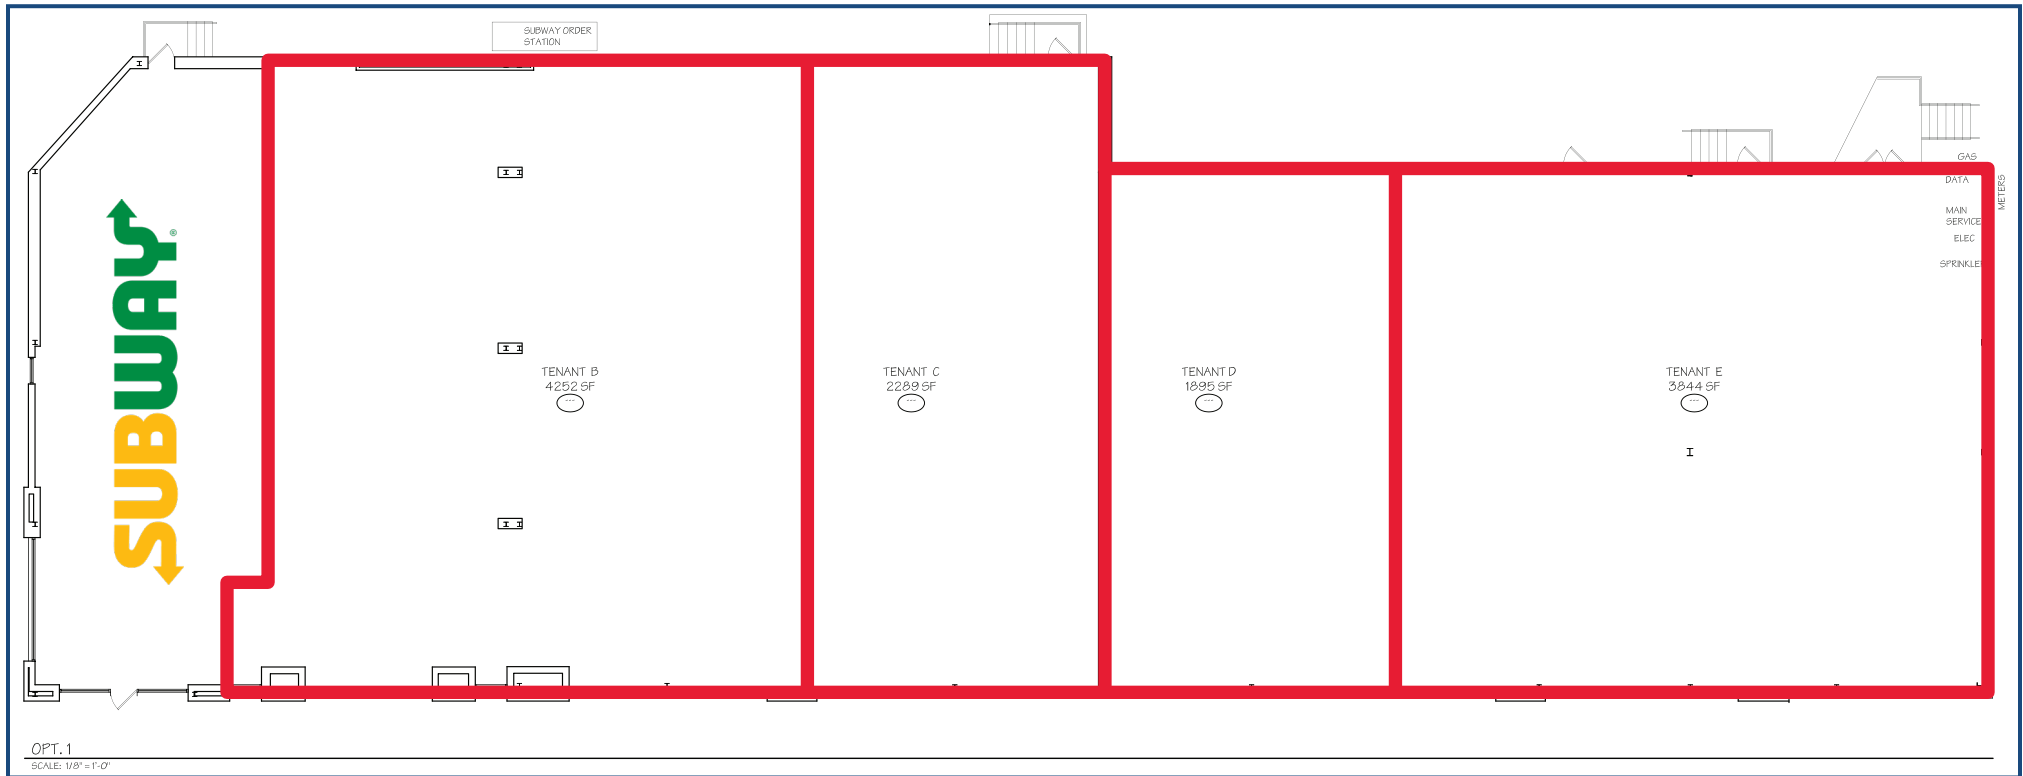 SUBWAY ORDER
STATION
GAS
DATA
METERS
MAIN
SERVICE
ELEC
SPRINKLE
SUBWAY®
TENANT B
4252 SF
TENANT C
2289 SF
TENANT D
1895 SF
TENANT E
3844 SF
OPT. 1
SCALE: 1/8" = 1'-0"